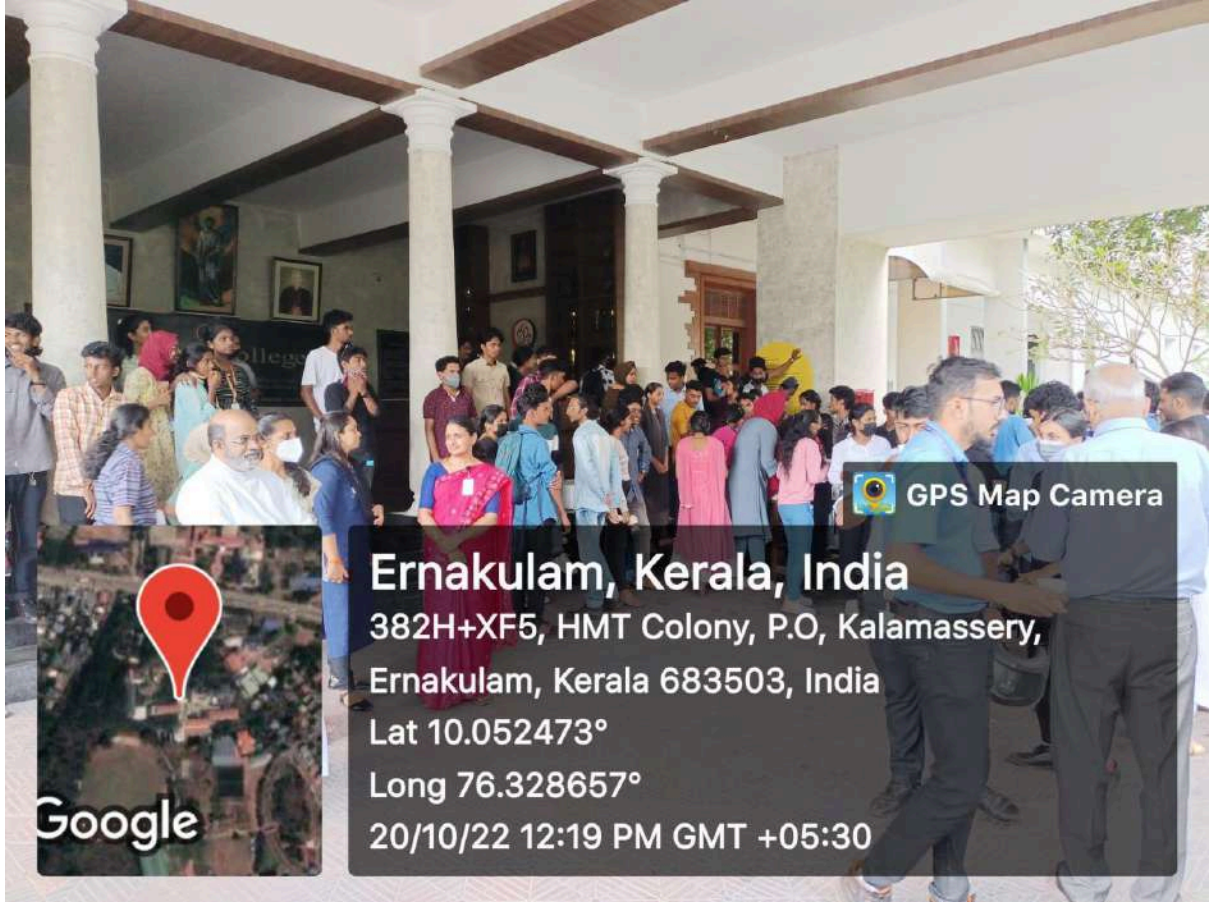 ollege
GPS Map Camera
Ernakulam, Kerala, India
382H+XF5, HMT Colony, P.O, Kalamassery,
Ernakulam, Kerala 683503, India
Lat 10.052473°
Long 76.328657°
20/10/22 12:19 PM GMT +05:30
Google